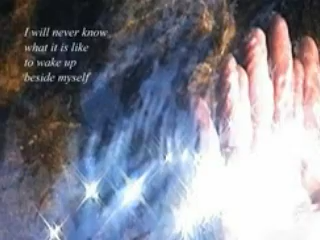 I will never know
what it is like
to wake up
beside myself